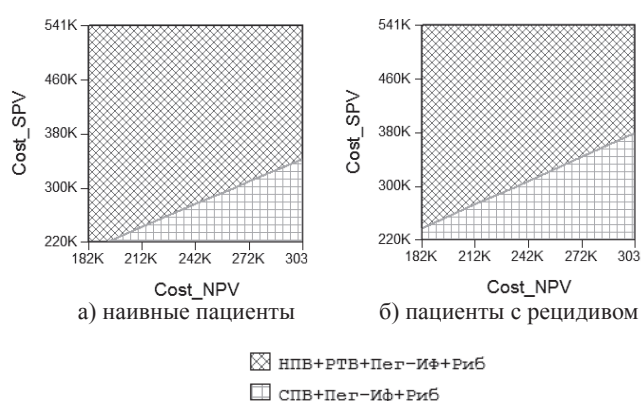 541K
460K
380K
300K
220K
Cost_SPV
182K 212K 242K 272K 303
Cost_NPV
а) наивные пациенты
541K
460K
380K
300K
220K
Cost_SPV
182K 212K 242K 272K 303
Cost_NPV
б) пациенты с рецидивом
НПВ+РТВ+Пег-Иф+Риб
СПВ+Пег-Иф+Риб